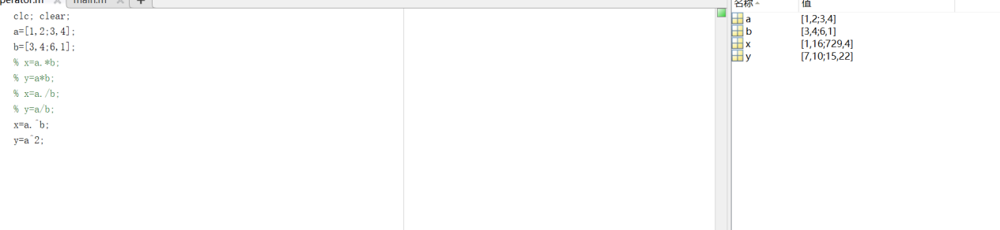 perator.m main.m +
clc; clear;
a=[1,2;3,4];
b=[3,4;6,1];
% x=a.*b;
% y=a*b;
% x=a./b;
% y=a/b;
x=a.^b;
y=a^2;
名称 值
a [1,2;3,4]
b [3,4;6,1]
x [1,16;729,4]
y [7,10;15,22]